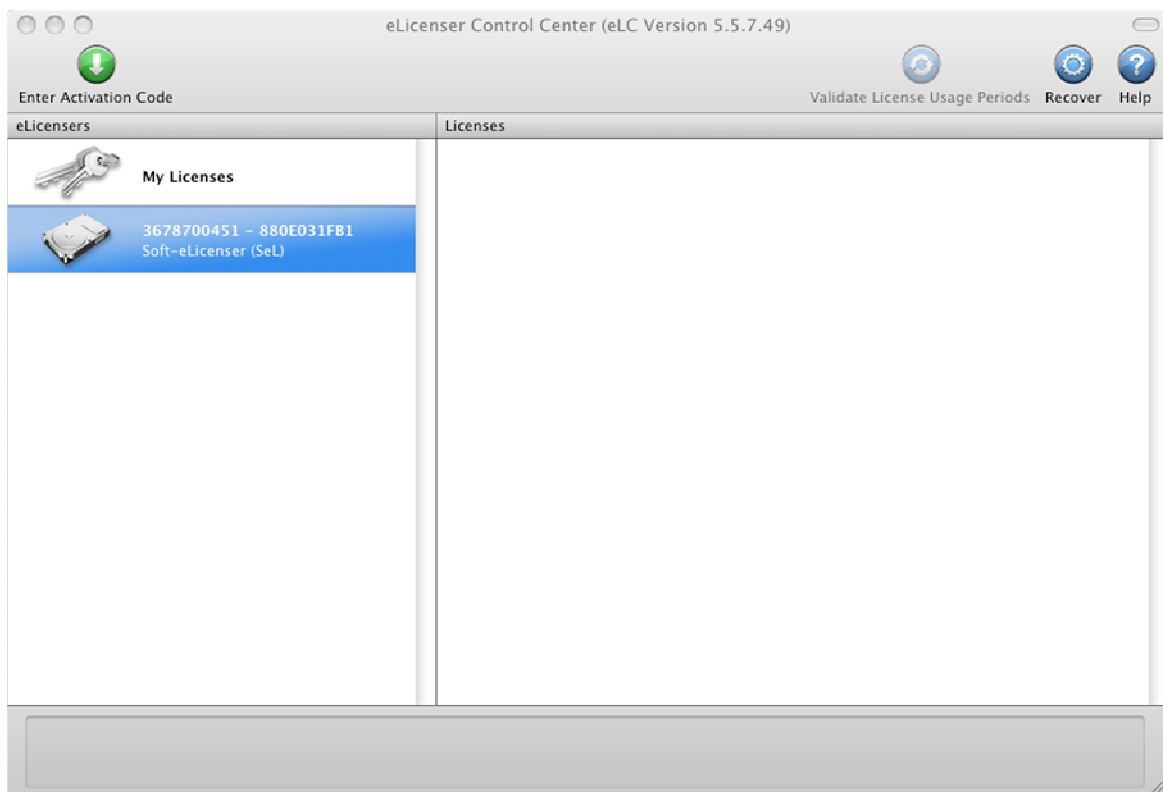 eLicenser Control Center (eLC Version 5.5.7.49)
Enter Activation Code
Validate License Usage Periods
Recover
Help
eLicensers
Licenses
My Licenses
3678700451 - 880E031FB1
Soft-eLicenser (SeL)